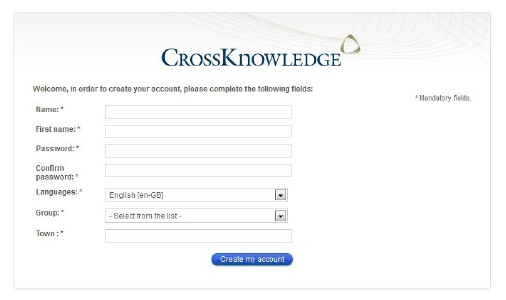 CROSSKNOWLEDGE
Welcome, in order to create your account, please complete the following fields:
* Mandatory fields.
Name: *
First name: *
Password: *
Confirm
password: *
Languages: *
English [en-GB]
Group: *
- Select from the list -
Town : *
Create my account